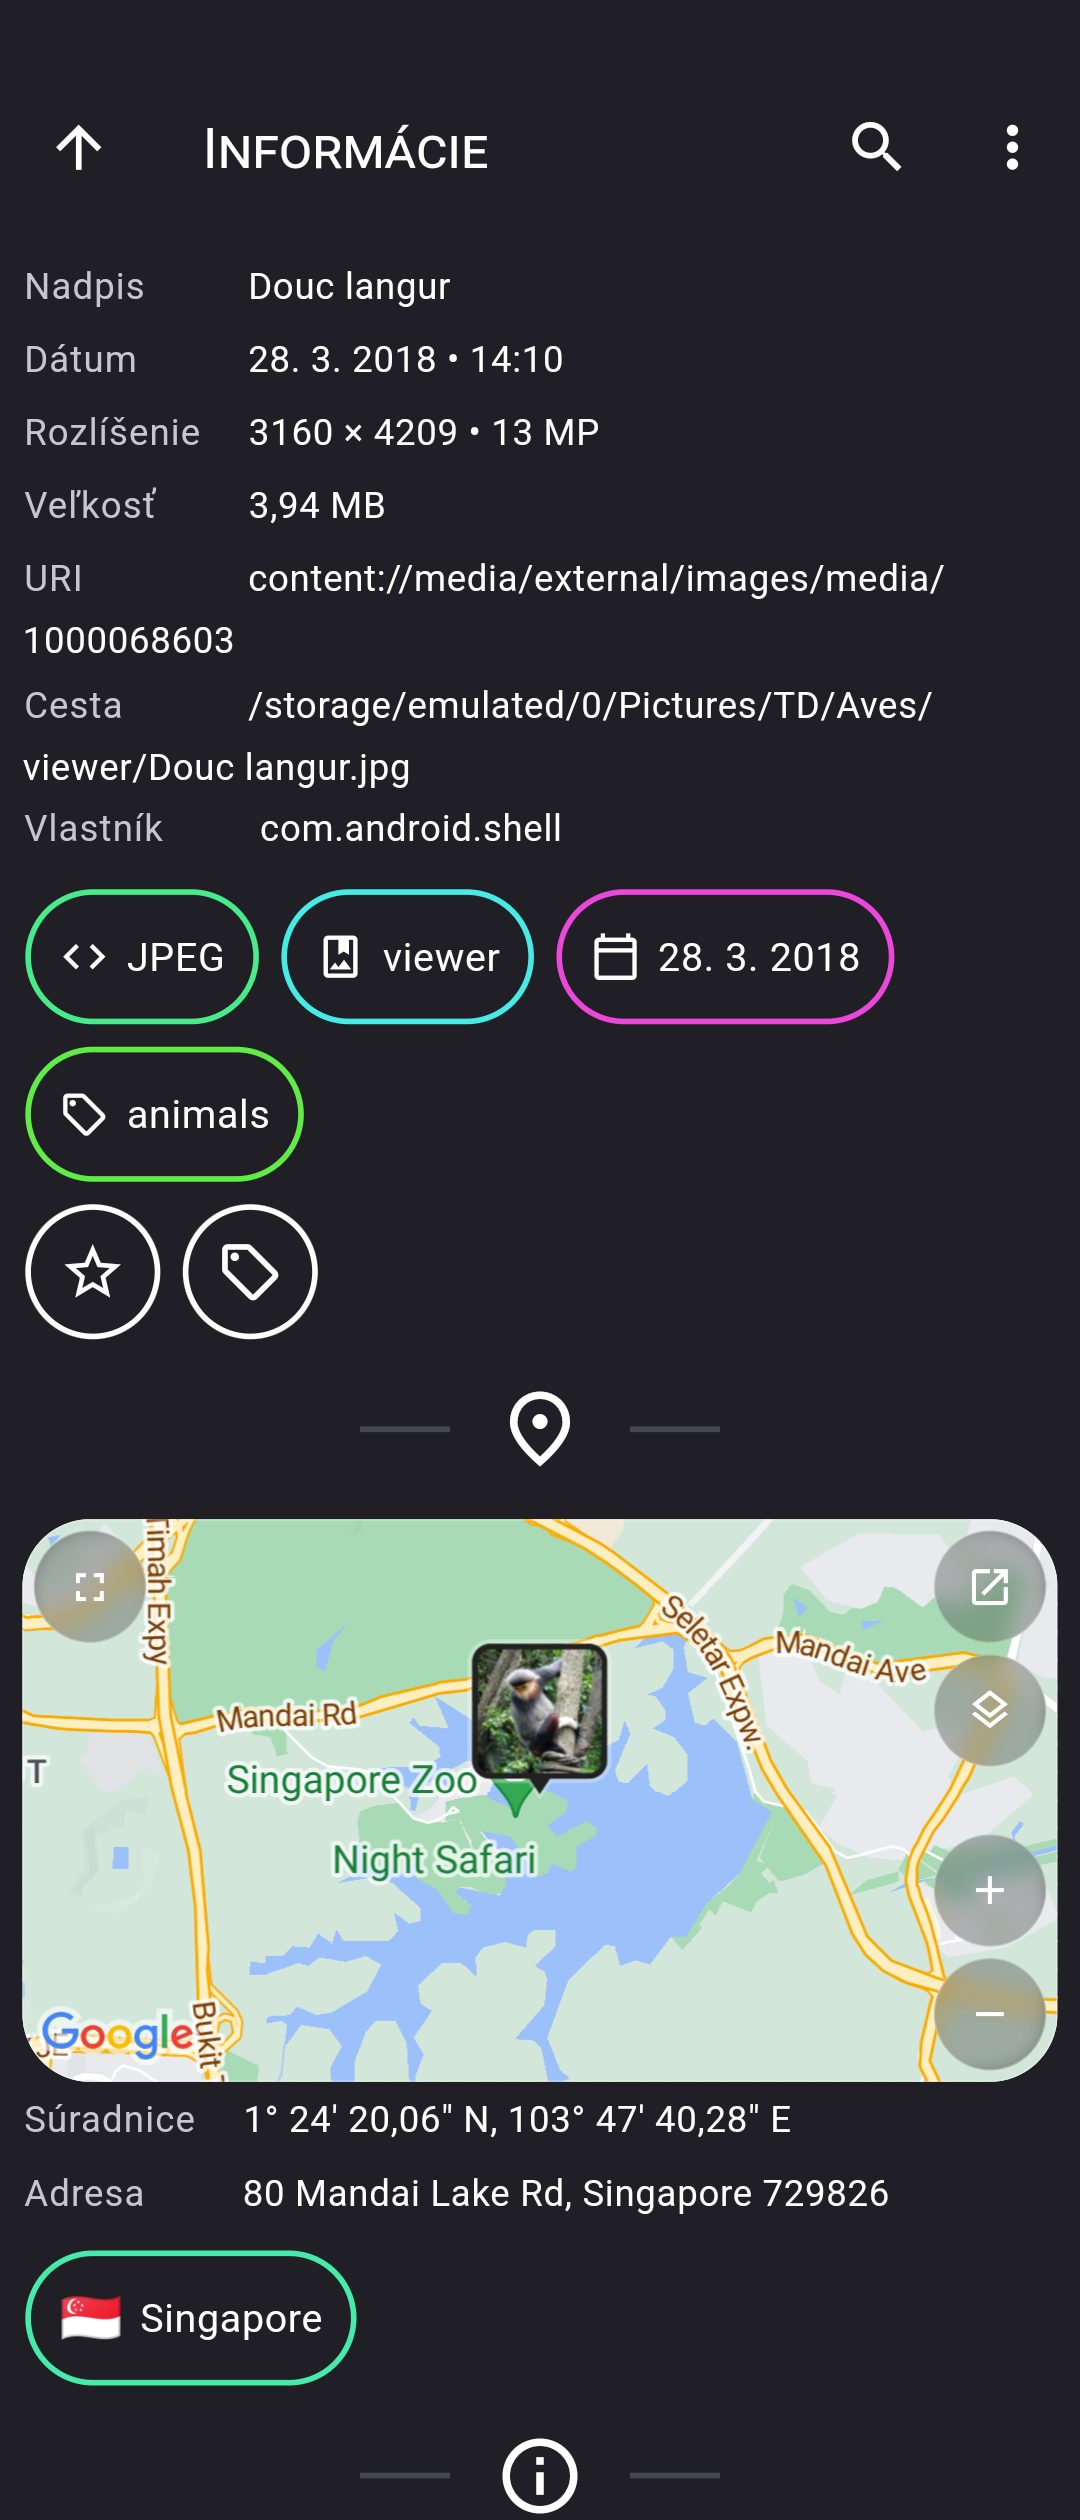 INFORMÁCIE
Nadpis Douc langur
Dátum 28. 3. 2018 • 14:10
Rozlíšenie 3160 × 4209 • 13 MP
Veľkosť 3,94 MB
URI content://media/external/images/media/
1000068603
Cesta /storage/emulated/0/Pictures/TD/Aves/
viewer/Douc langur.jpg
Vlastník com.android.shell
JPEG viewer 28. 3. 2018
animals
Timah Expy
Seletar Expw.
Mandai Ave
Mandai Rd
T
Singapore Zoo
Night Safari
Google
Bukit
Súradnice 1° 24' 20,06" N, 103° 47' 40,28" E
Adresa 80 Mandai Lake Rd, Singapore 729826
Singapore